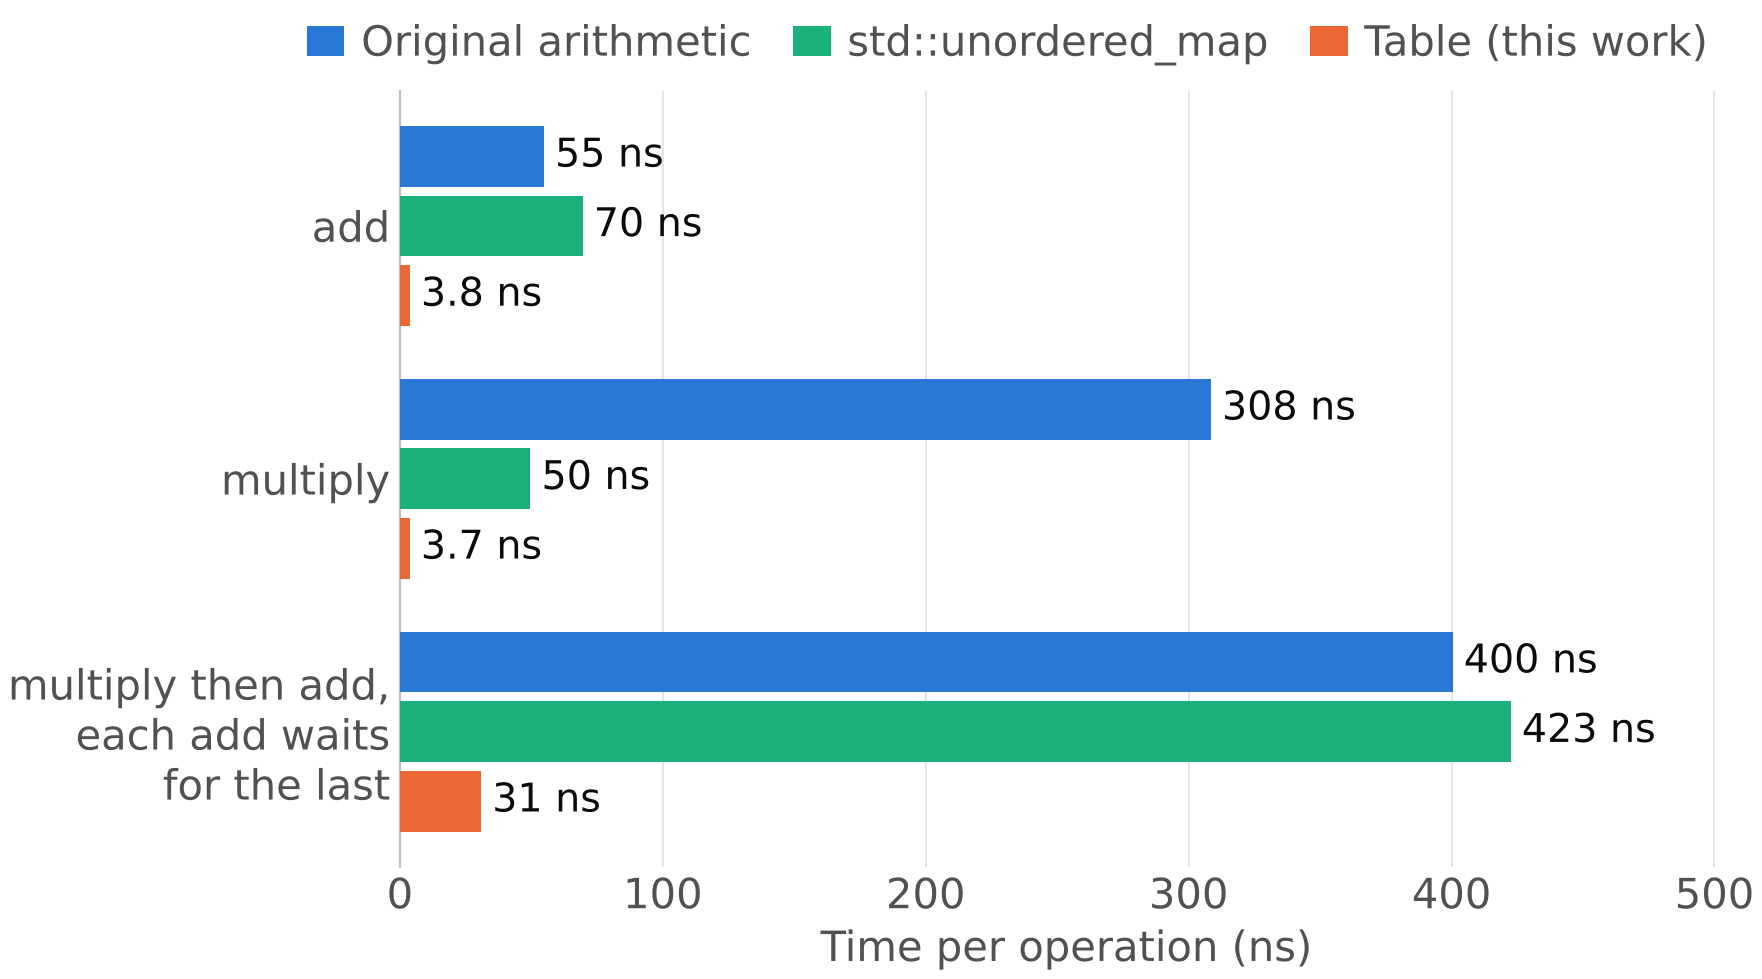 Original arithmetic std::unordered_map Table (this work)
55 ns
add 70 ns
3.8 ns
308 ns
multiply 50 ns
3.7 ns
400 ns
multiply then add,
each add waits 423 ns
for the last
31 ns
0 100 200 300 400 500
Time per operation (ns)